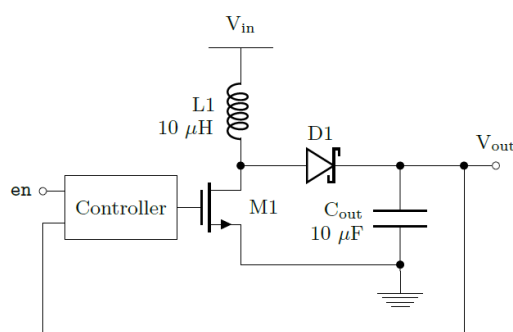 Vin
L1
10 μH
D1
Vout
en
Controller
M1
Cout
10 μF